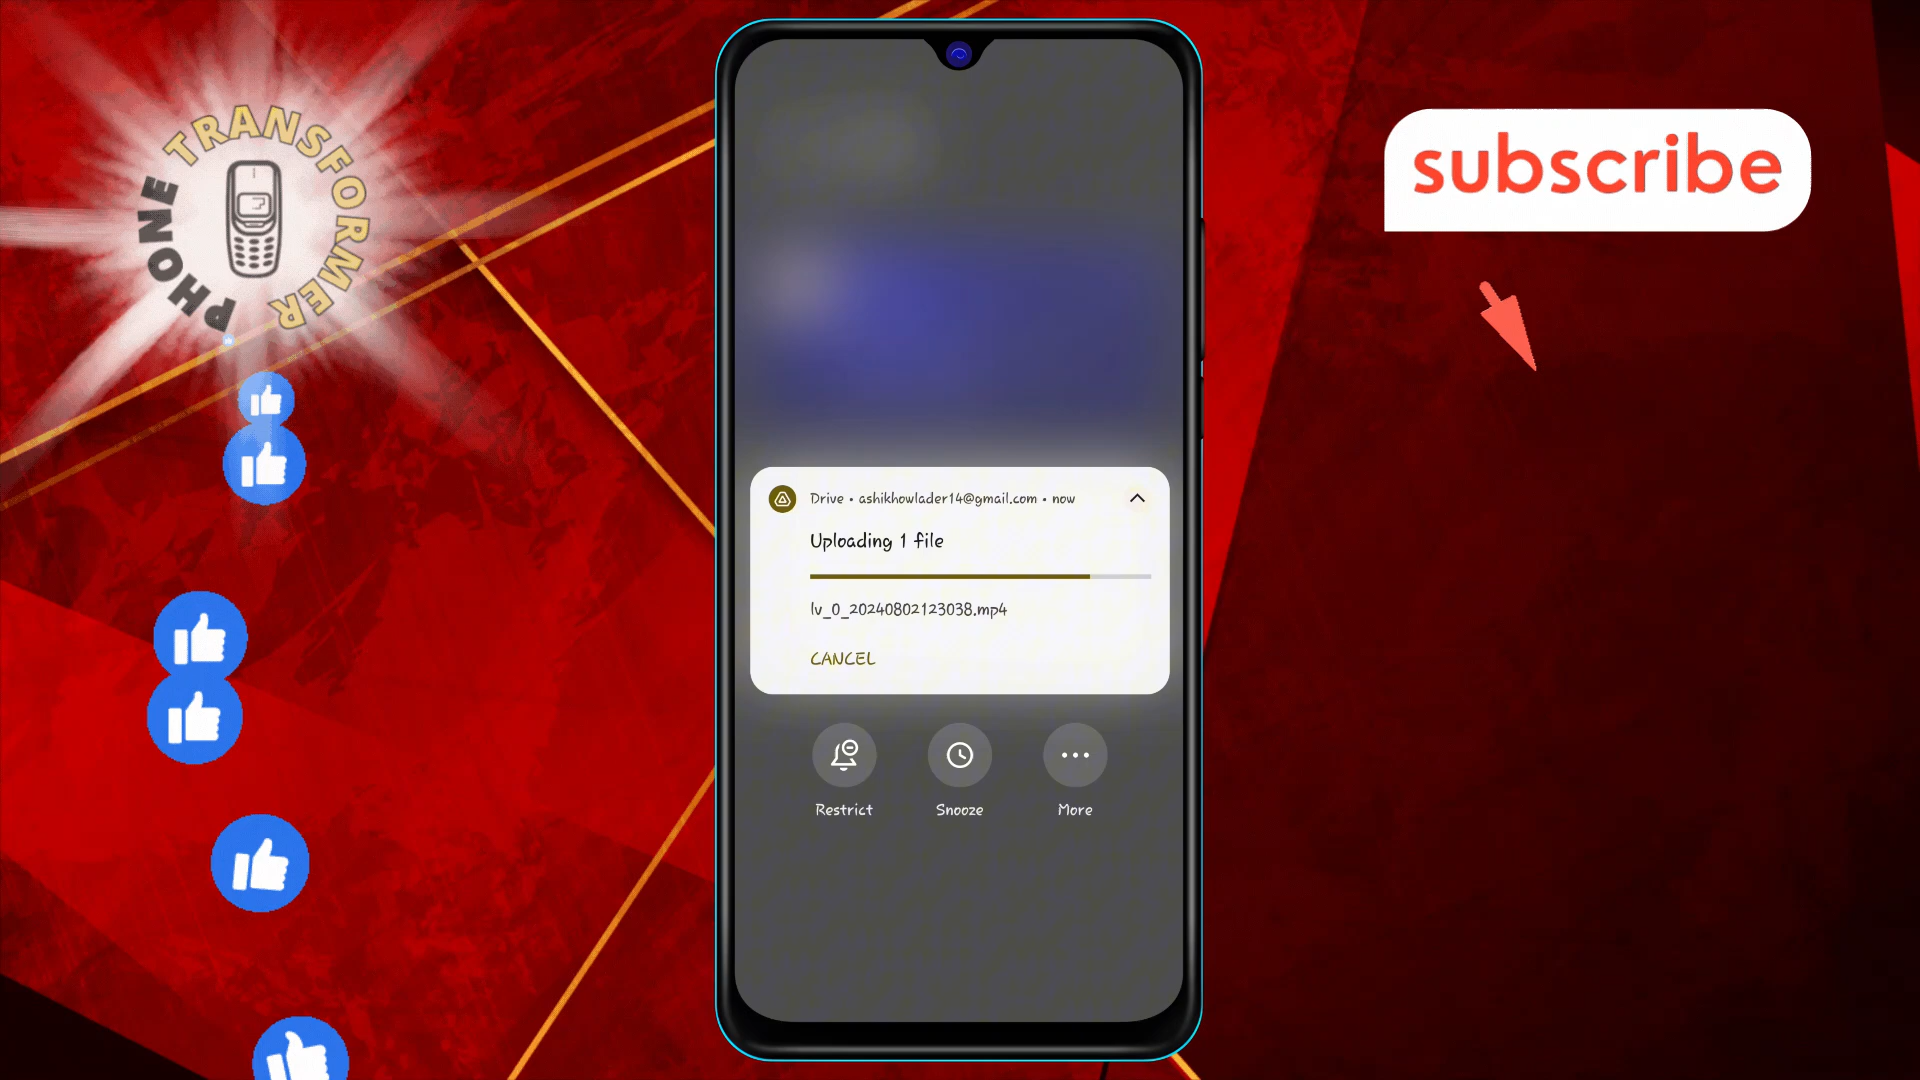 PHONE TRANSFORMER
subscribe
Drive • ashikhowlader14@gmail.com • now
Uploading 1 file
lv_0_20240802123038.mp4
CANCEL
Restrict
Snooze
More